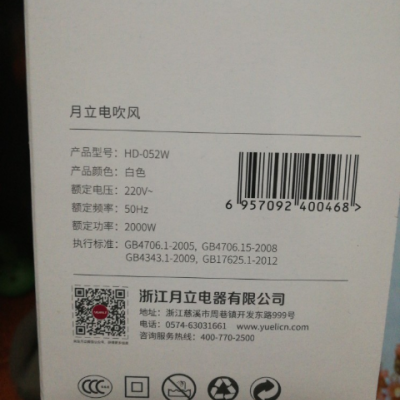 月立电吹风
产品型号: HD-052W
产品颜色: 白色
额定电压: 220V~
额定频率: 50Hz
额定功率: 2000W
执行标准: GB4706.1-2005, GB4706.15-2008
GB4343.1-2009, GB17625.1-2012
6 957092 400468 >
浙江月立电器有限公司
地址: 浙江慈溪市周巷镇开发东路999号
电话: 0574-63031661 www.yuelicn.com
咨询服务热线: 400-770-2500